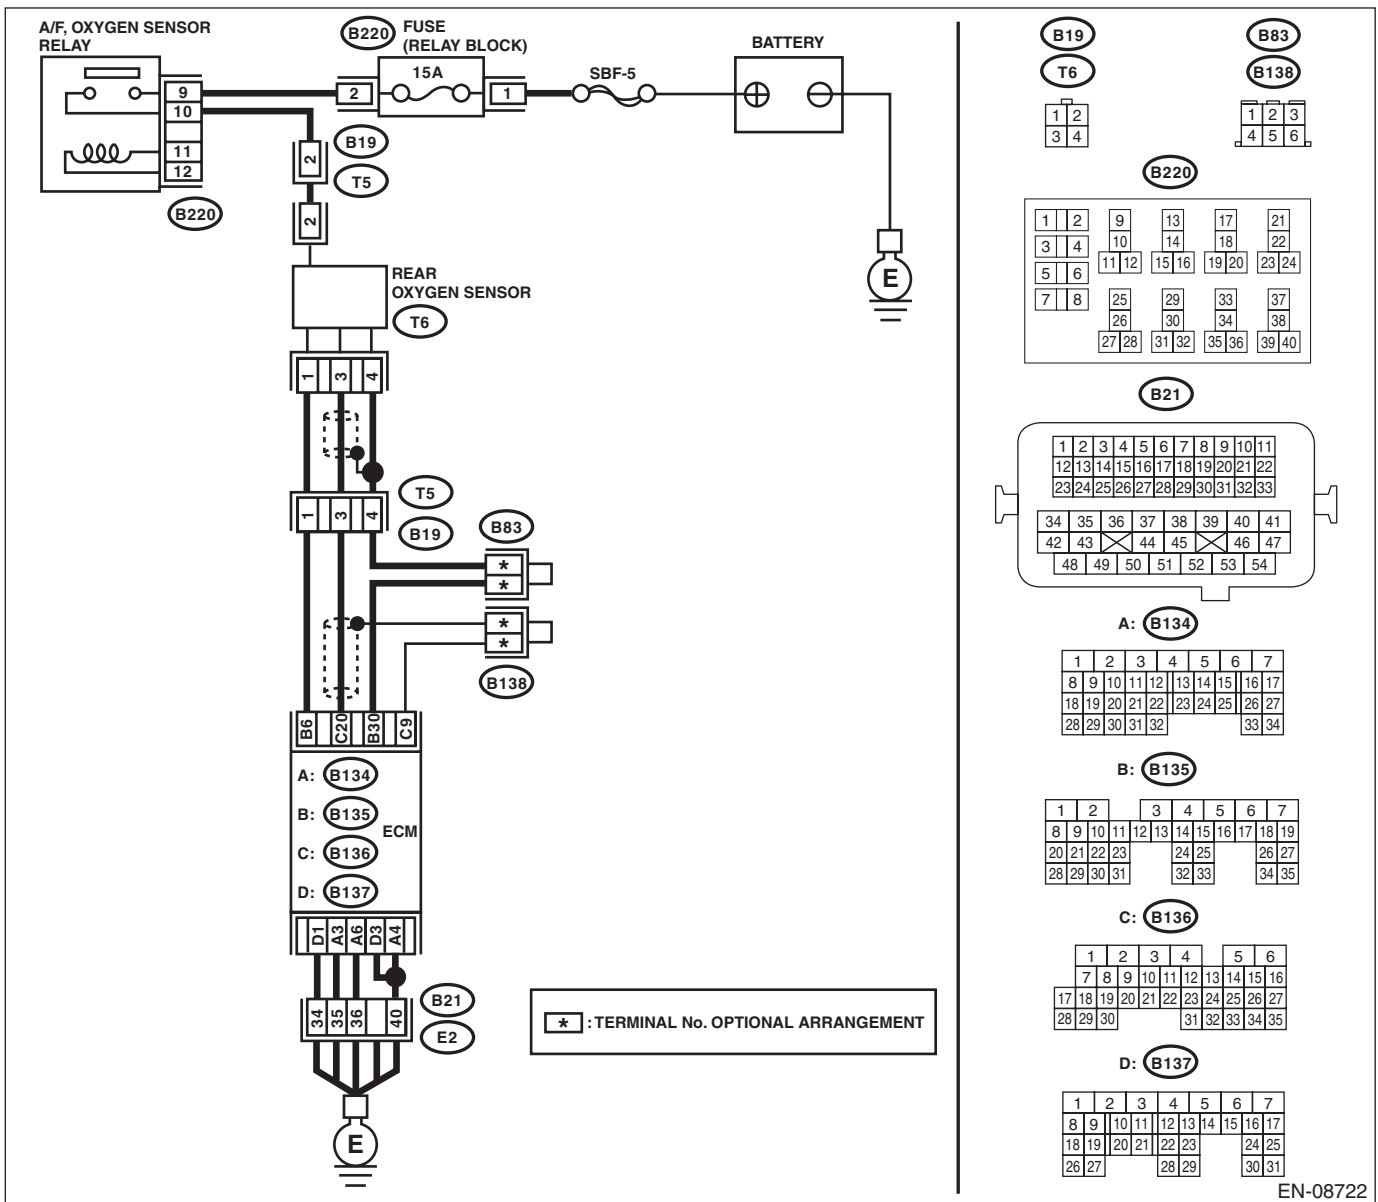 A/F, OXYGEN SENSOR
RELAY
B220
FUSE
(RELAY BLOCK)
15A
BATTERY
SBF-5
9
10
11
12
2
1
B220
2
B19
T5
2
REAR
OXYGEN SENSOR
T6
E
1 3 4
T5
1 3 4
B19
B83
*
*
*
*
B138
B6 C20 B30 C9
A: B134
B: B135
ECM
C: B136
D: B137
D1 A3 A6 D3 A4
34 35 36 40
B21
E2
E
* : TERMINAL No. OPTIONAL ARRANGEMENT
B19
T6
1 2
3 4
B83
B138
1 2 3
4 5 6
B220
1 2 9 13 17 21
3 4 10 14 18 22
11 12 15 16 19 20 23 24
5 6
7 8 25 29 33 37
26 30 34 38
27 28 31 32 35 36 39 40
B21
1 2 3 4 5 6 7 8 9 10 11
12 13 14 15 16 17 18 19 20 21 22
23 24 25 26 27 28 29 30 31 32 33
34 35 36 37 38 39 40 41
42 43 44 45 46 47
48 49 50 51 52 53 54
A: B134
1 2 3 4 5 6 7
8 9 10 11 12 13 14 15 16 17
18 19 20 21 22 23 24 25 26 27
28 29 30 31 32 33 34
B: B135
1 2 3 4 5 6 7
8 9 10 11 12 13 14 15 16 17 18 19
20 21 22 23 24 25 26 27
28 29 30 31 32 33 34 35
C: B136
1 2 3 4 5 6
7 8 9 10 11 12 13 14 15 16
17 18 19 20 21 22 23 24 25 26 27
28 29 30 31 32 33 34 35
D: B137
1 2 3 4 5 6 7
8 9 10 11 12 13 14 15 16 17
18 19 20 21 22 23 24 25
26 27 28 29 30 31
EN-08722